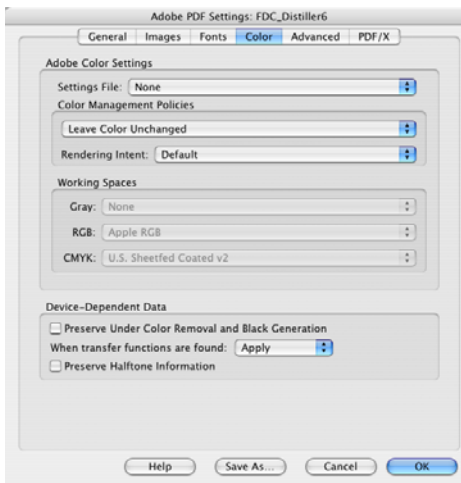 Adobe PDF Settings: FDC_Distiller6
General Images Fonts Color Advanced PDF/X
Adobe Color Settings
Settings File: None
Color Management Policies
Leave Color Unchanged
Rendering Intent: Default
Working Spaces
Gray: None
RGB: Apple RGB
CMYK: U.S. Sheetfed Coated v2
Device-Dependent Data
Preserve Under Color Removal and Black Generation
When transfer functions are found: Apply
Preserve Halftone Information
Help Save As... Cancel OK